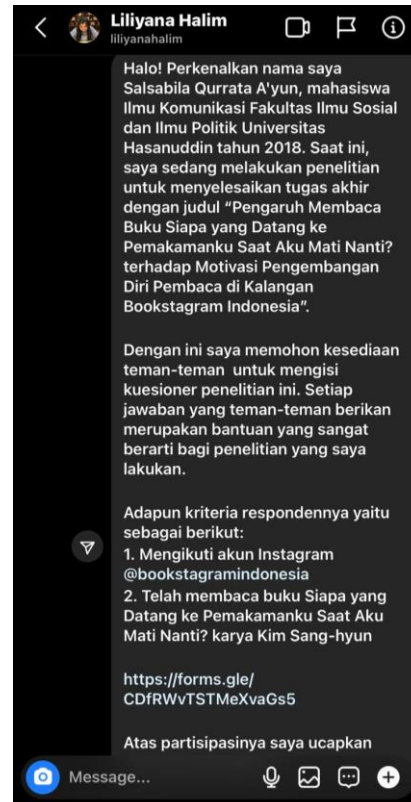 Liliyana Halim
liliyanahalim
Halo! Perkenalkan nama saya
Salsabila Qurrata A'yun, mahasiswa
Ilmu Komunikasi Fakultas Ilmu Sosial
dan Ilmu Politik Universitas
Hasanuddin tahun 2018. Saat ini,
saya sedang melakukan penelitian
untuk menyelesaikan tugas akhir
dengan judul “Pengaruh Membaca
Buku Siapa yang Datang ke
Pemakamanku Saat Aku Mati Nanti?
terhadap Motivasi Pengembangan
Diri Pembaca di Kalangan
Bookstagram Indonesia”.
Dengan ini saya memohon kesediaan
teman-teman  untuk mengisi
kuesioner penelitian ini. Setiap
jawaban yang teman-teman berikan
merupakan bantuan yang sangat
berarti bagi penelitian yang saya
lakukan.
Adapun kriteria respondennya yaitu
sebagai berikut:
1. Mengikuti akun Instagram
@bookstagramindonesia
2. Telah membaca buku Siapa yang
Datang ke Pemakamanku Saat Aku
Mati Nanti? karya Kim Sang-hyun
https://forms.gle/
CDfRWvTSTMeXvaGs5
Atas partisipasinya saya ucapkan
Message...